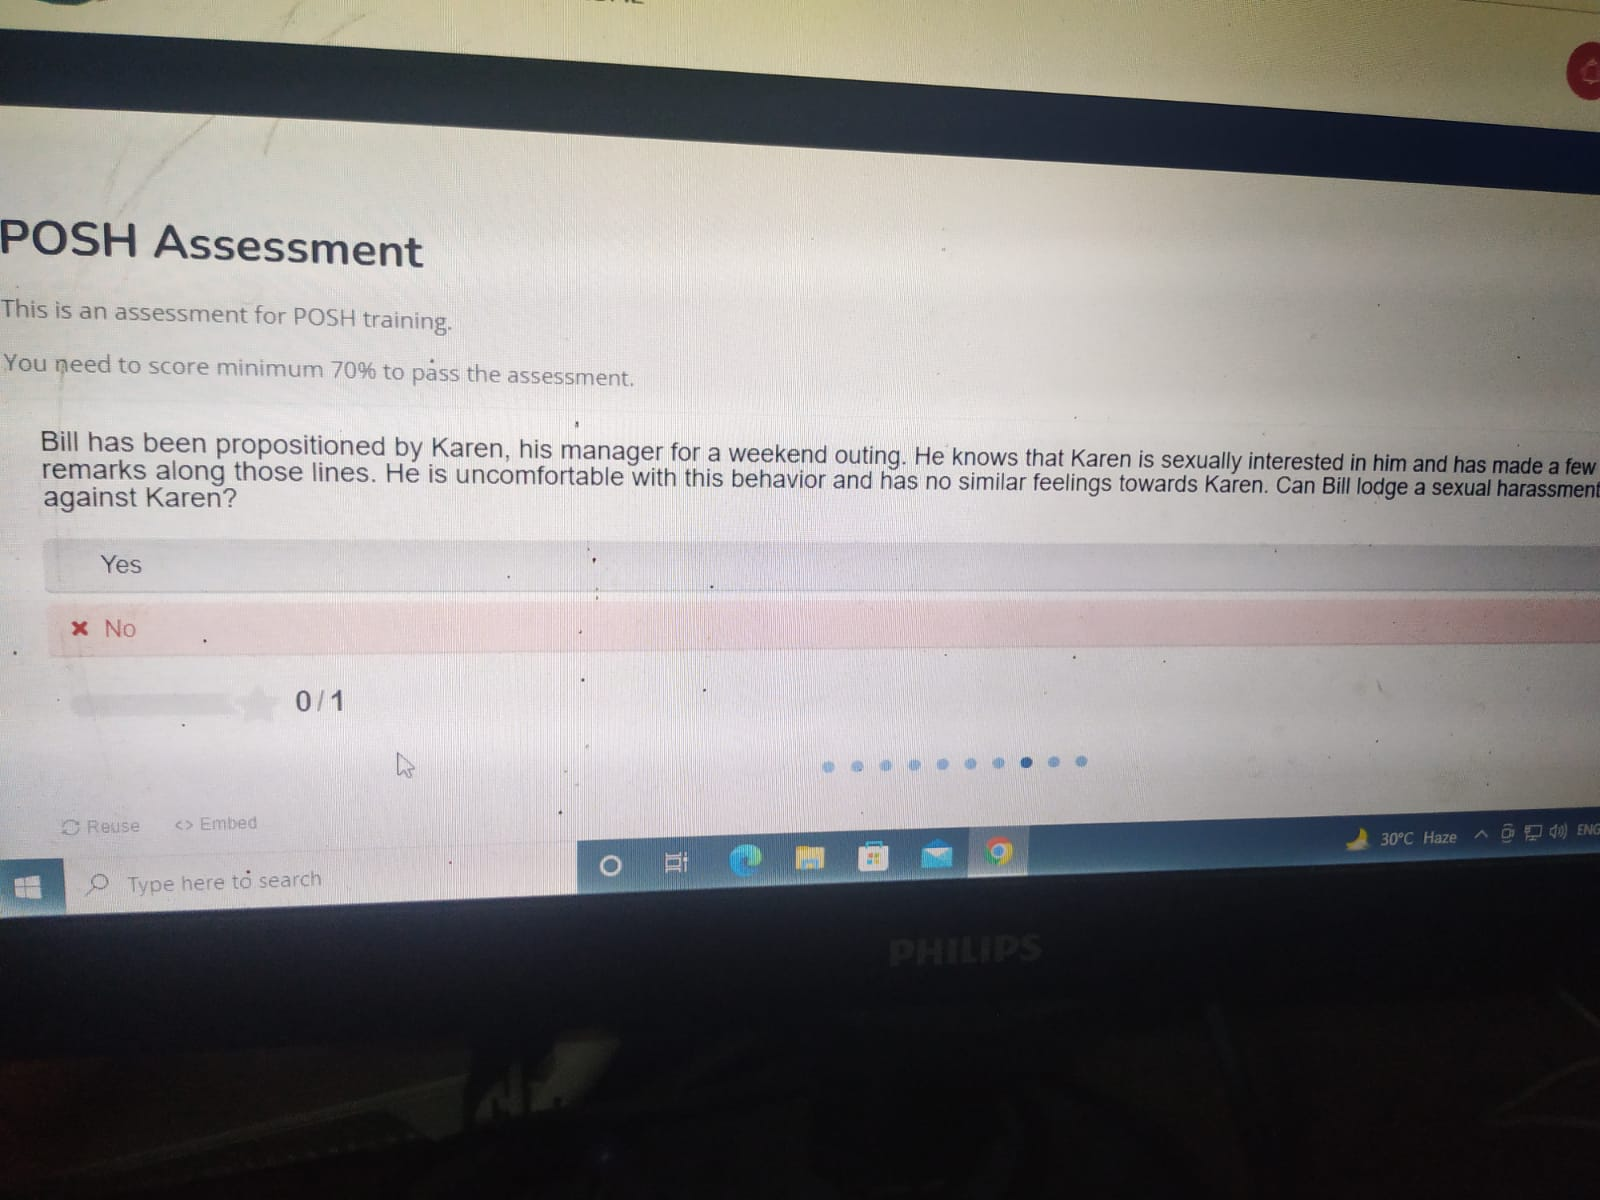 POSH Assessment
This is an assessment for POSH training.
You need to score minimum 70% to pass the assessment.
Bill has been propositioned by Karen, his manager for a weekend outing. He knows that Karen is sexually interested in him and has made a few
remarks along those lines. He is uncomfortable with this behavior and has no similar feelings towards Karen. Can Bill lodge a sexual harassment
against Karen?
Yes
No
0/1
Reuse <> Embed
Type here to search
30°C Haze
ENG
PHILIPS